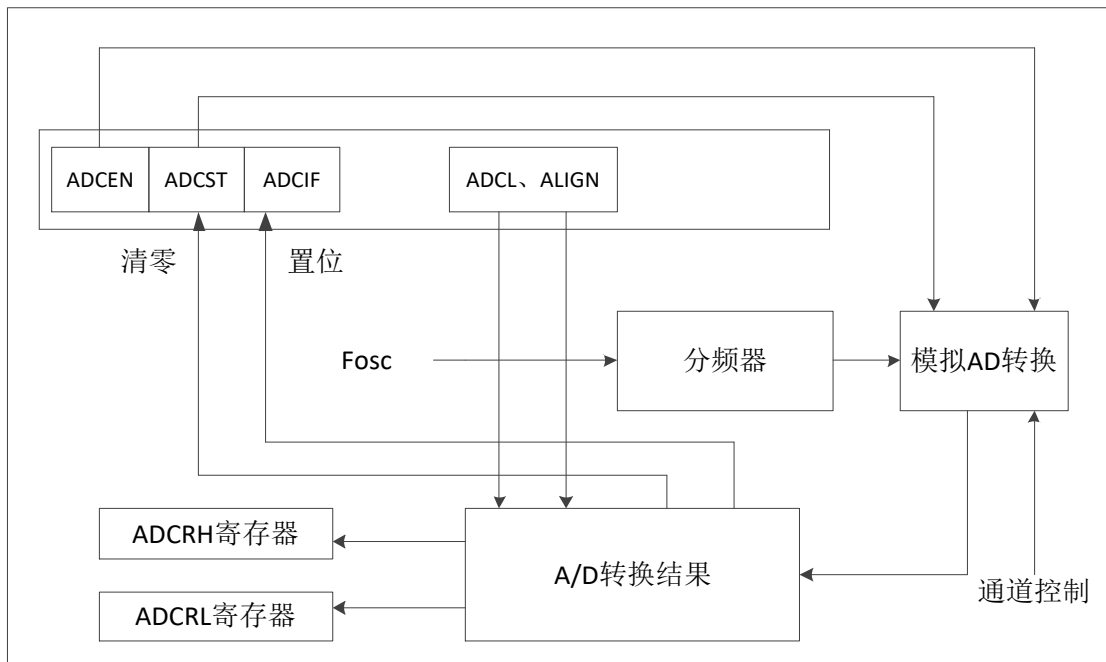 ADCEN
ADCST
ADCIF
ADCL、ALIGN
清零
置位
Fosc
分频器
模拟AD转换
ADCRH寄存器
A/D转换结果
ADCRL寄存器
通道控制